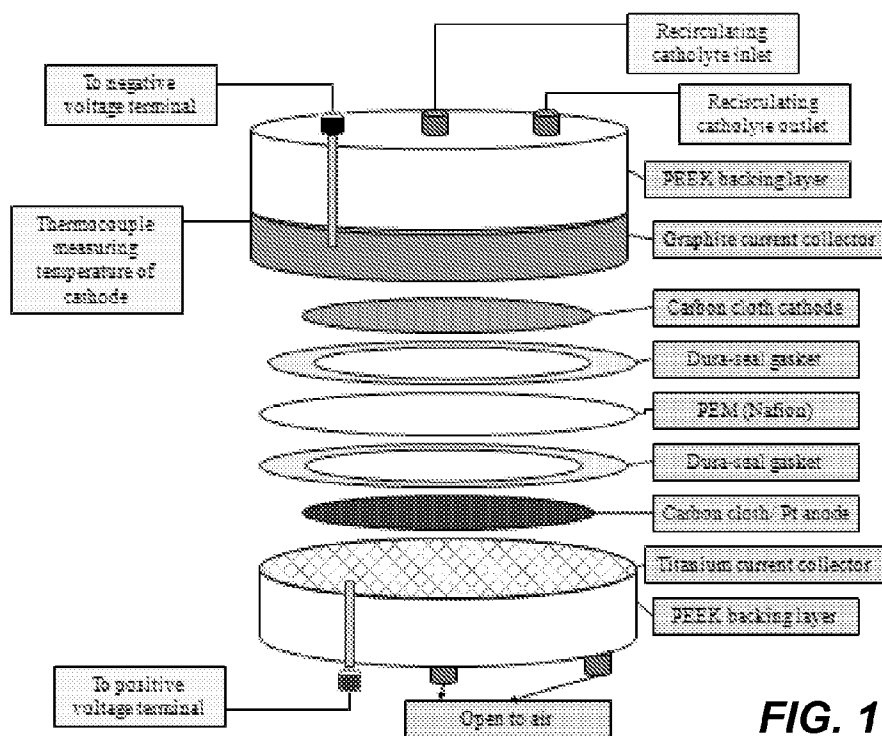 Recirculating
catholyte inlet
To negative
voltage terminal
Recirculating
catholyte outlet
PEEK backing layer
Thermocouple
measuring
temperature of
cathode
Graphite current collector
Carbon cloth cathode
Dura-seal gasket
PEM (Nafion)
Dura-seal gasket
Carbon cloth/ Pt anode
Titanium current collector
PEEK backing layer
To positive
voltage terminal
Open to air
FIG. 1